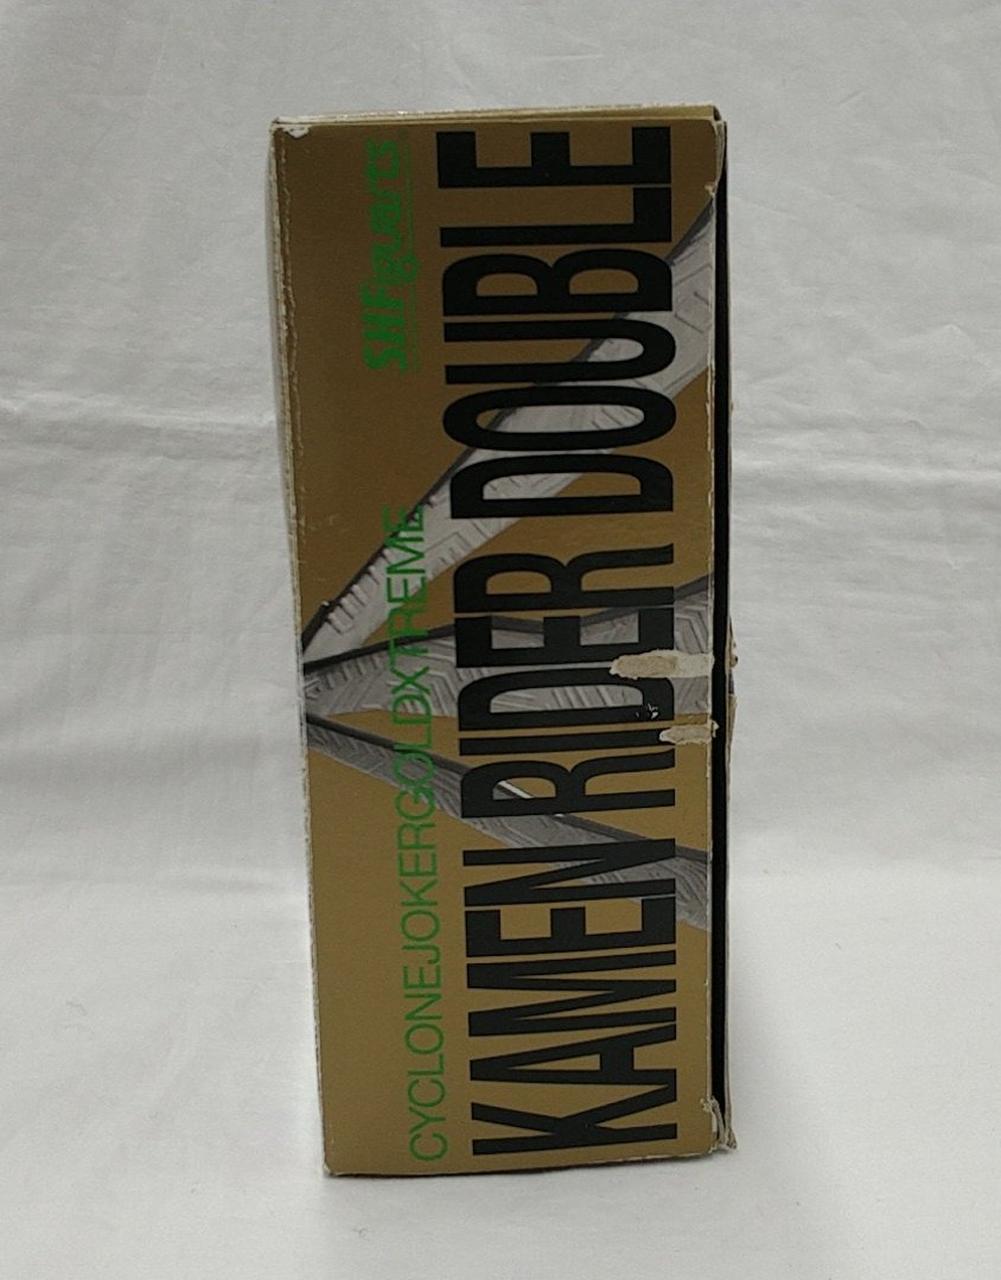 S.H.Figuarts
CYCLONEJOKERGOLDXTREME
KAMEN RIDER DOUBLE